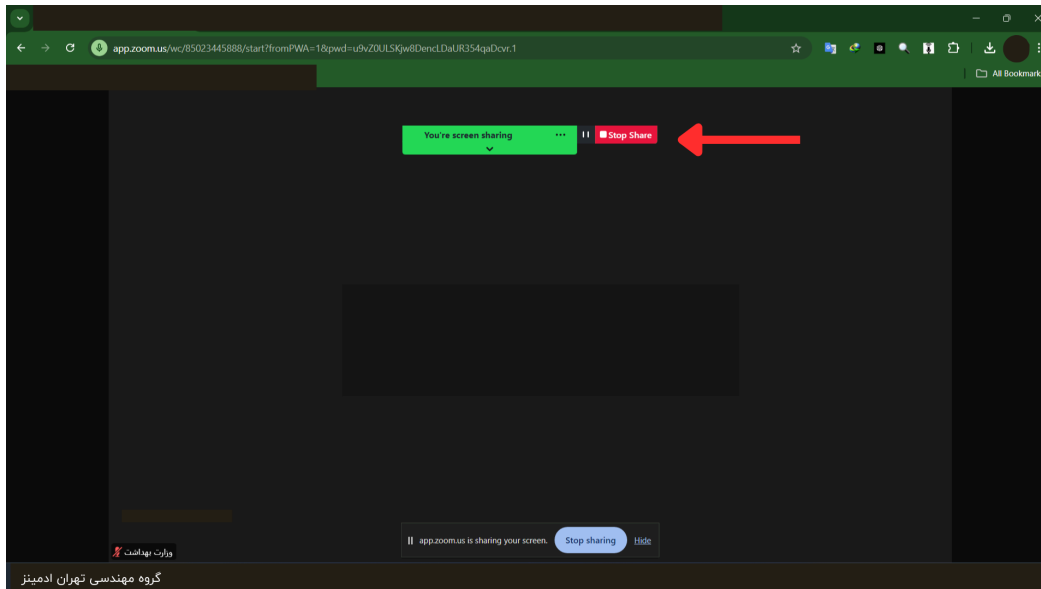 app.zoom.us/wc/85023445888/start?fromPWA=1&pwd=u9vZ0ULSKjw8DencLDaUR354qaDcvr.1
All Bookmark
You're screen sharing ... Stop Share
app.zoom.us is sharing your screen. Stop sharing Hide
وزارت بهداشت
گروه مهندسی تهران ادمینز